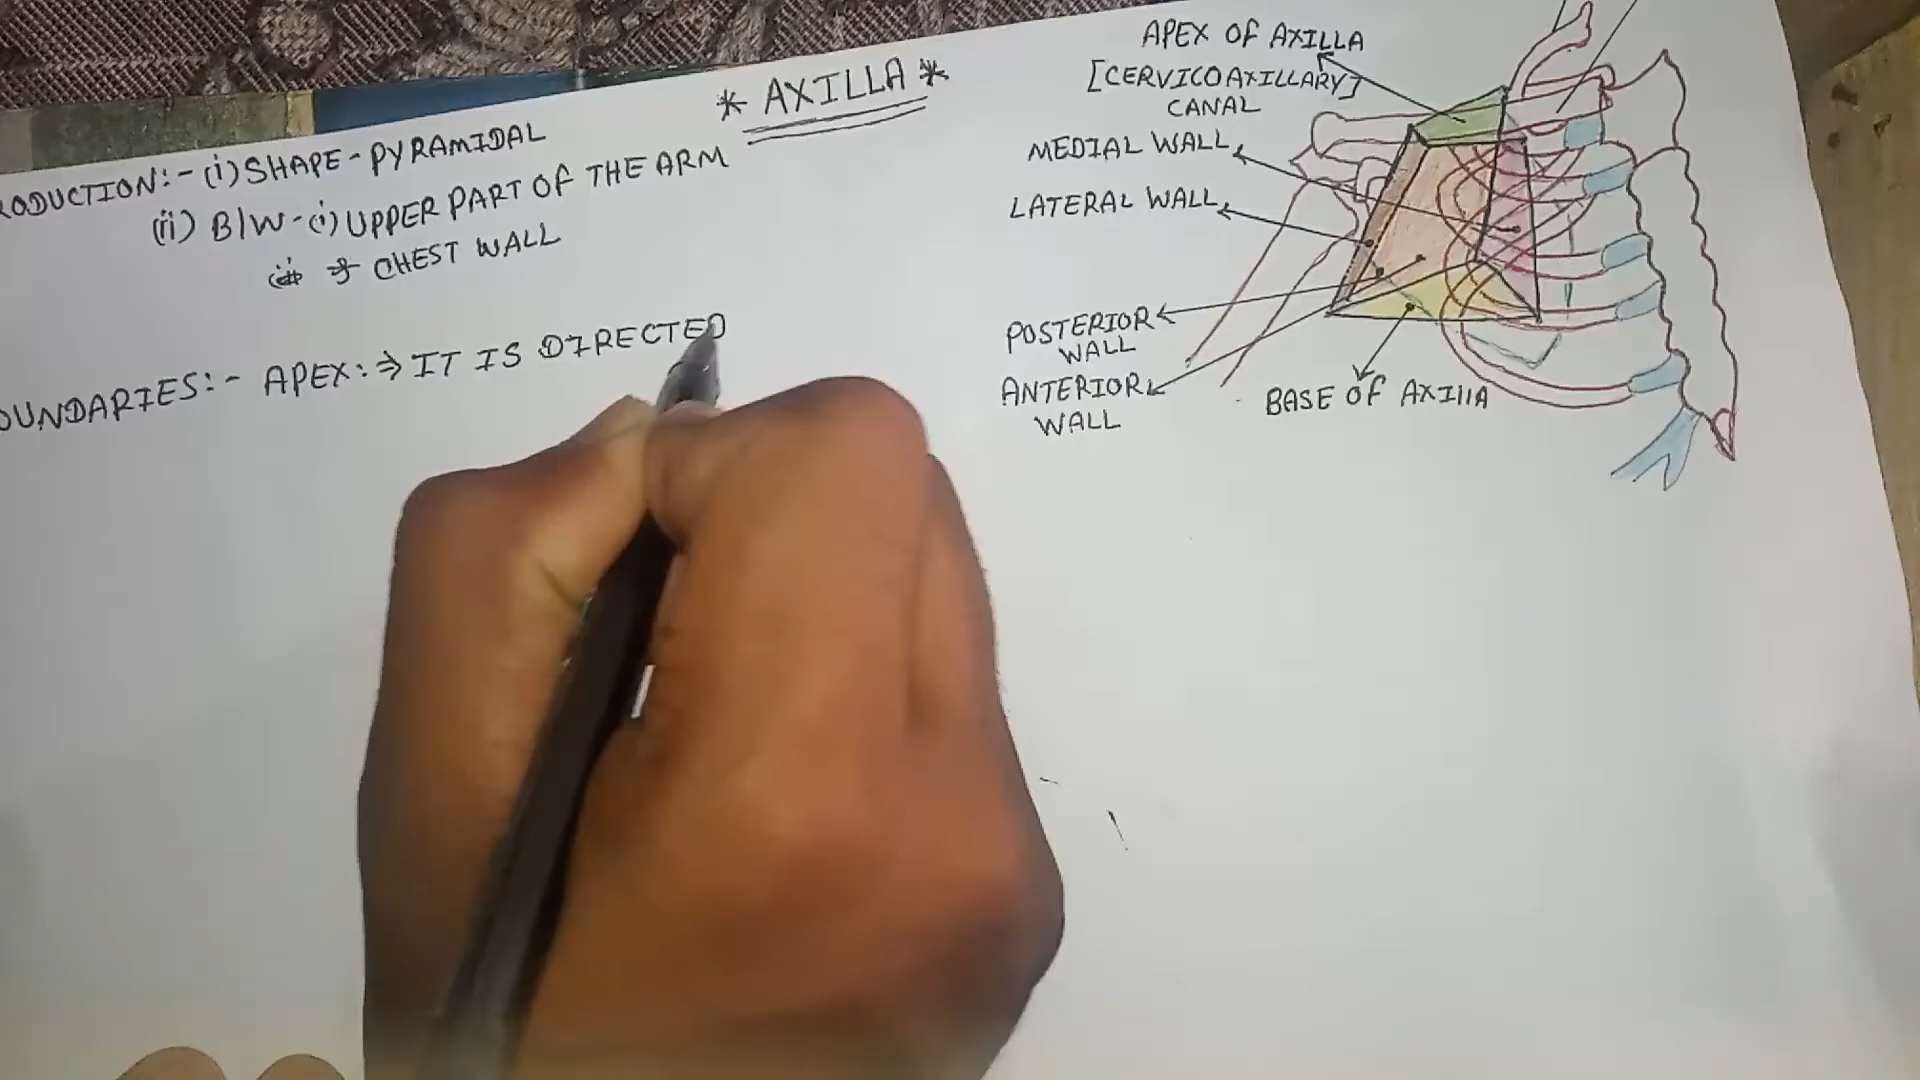 * AXILLA *
RODUCTION:- (i) SHAPE - PYRAMIDAL
(ii) B/W - (i) UPPER PART OF THE ARM
CHEST WALL
OUNDARIES:- APEX:⇒ IT IS DIRECTED
APEX OF AXILLA
[CERVICOAXILLARY]
CANAL
MEDIAL WALL
LATERAL WALL
POSTERIOR
WALL
ANTERIOR
WALL
BASE OF AXIllA